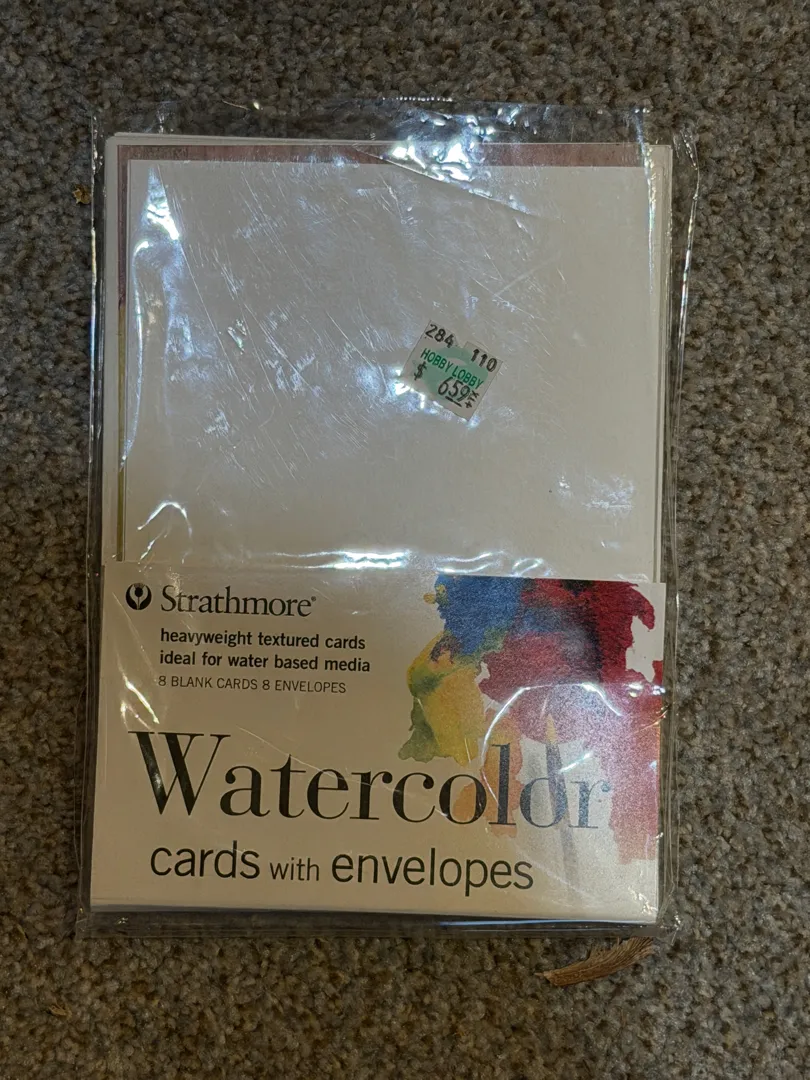 284 110
HOBBY LOBBY
$ 6.59
Strathmore®
heavyweight textured cards
ideal for water based media
8 BLANK CARDS 8 ENVELOPES
Watercolor
cards with envelopes